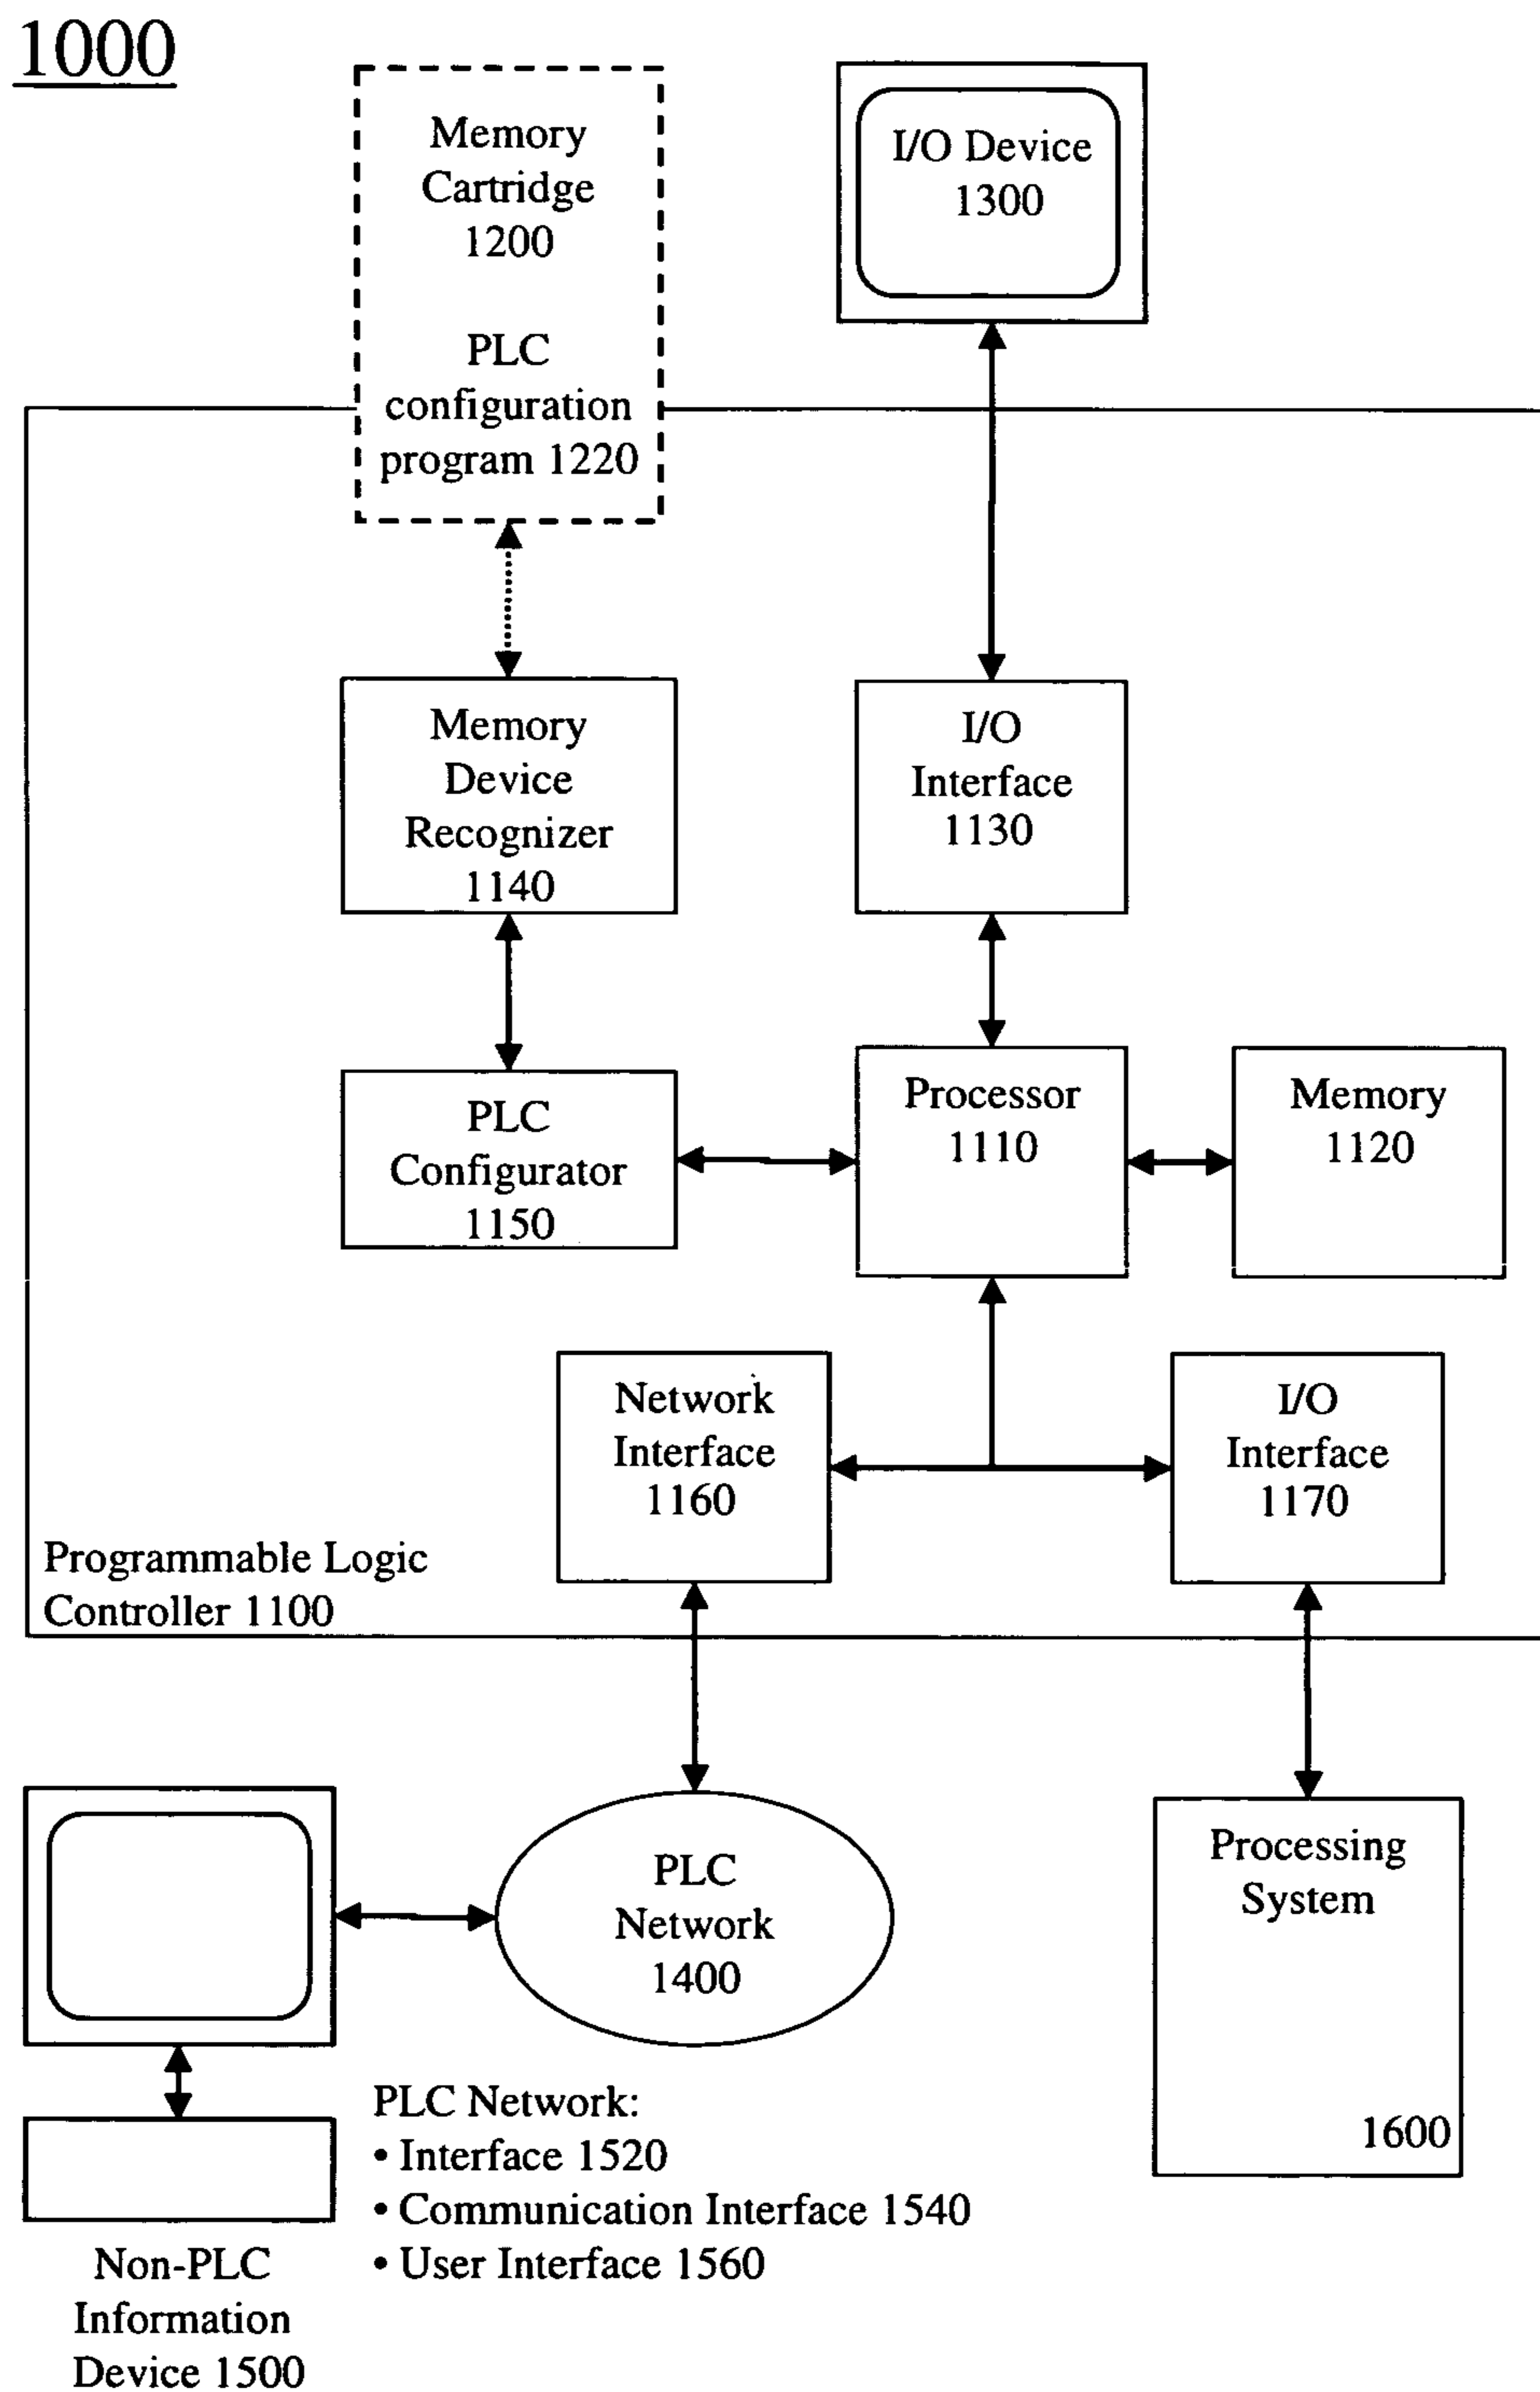 1000
Memory
Cartridge
1200
PLC
configuration
program 1220
I/O Device
1300
Memory
Device
Recognizer
1140
I/O
Interface
1130
PLC
Configurator
1150
Processor
1110
Memory
1120
Network
Interface
1160
I/O
Interface
1170
Programmable Logic
Controller 1100
PLC
Network
1400
Processing
System
1600
PLC Network:
• Interface 1520
• Communication Interface 1540
• User Interface 1560
Non-PLC
Information
Device 1500